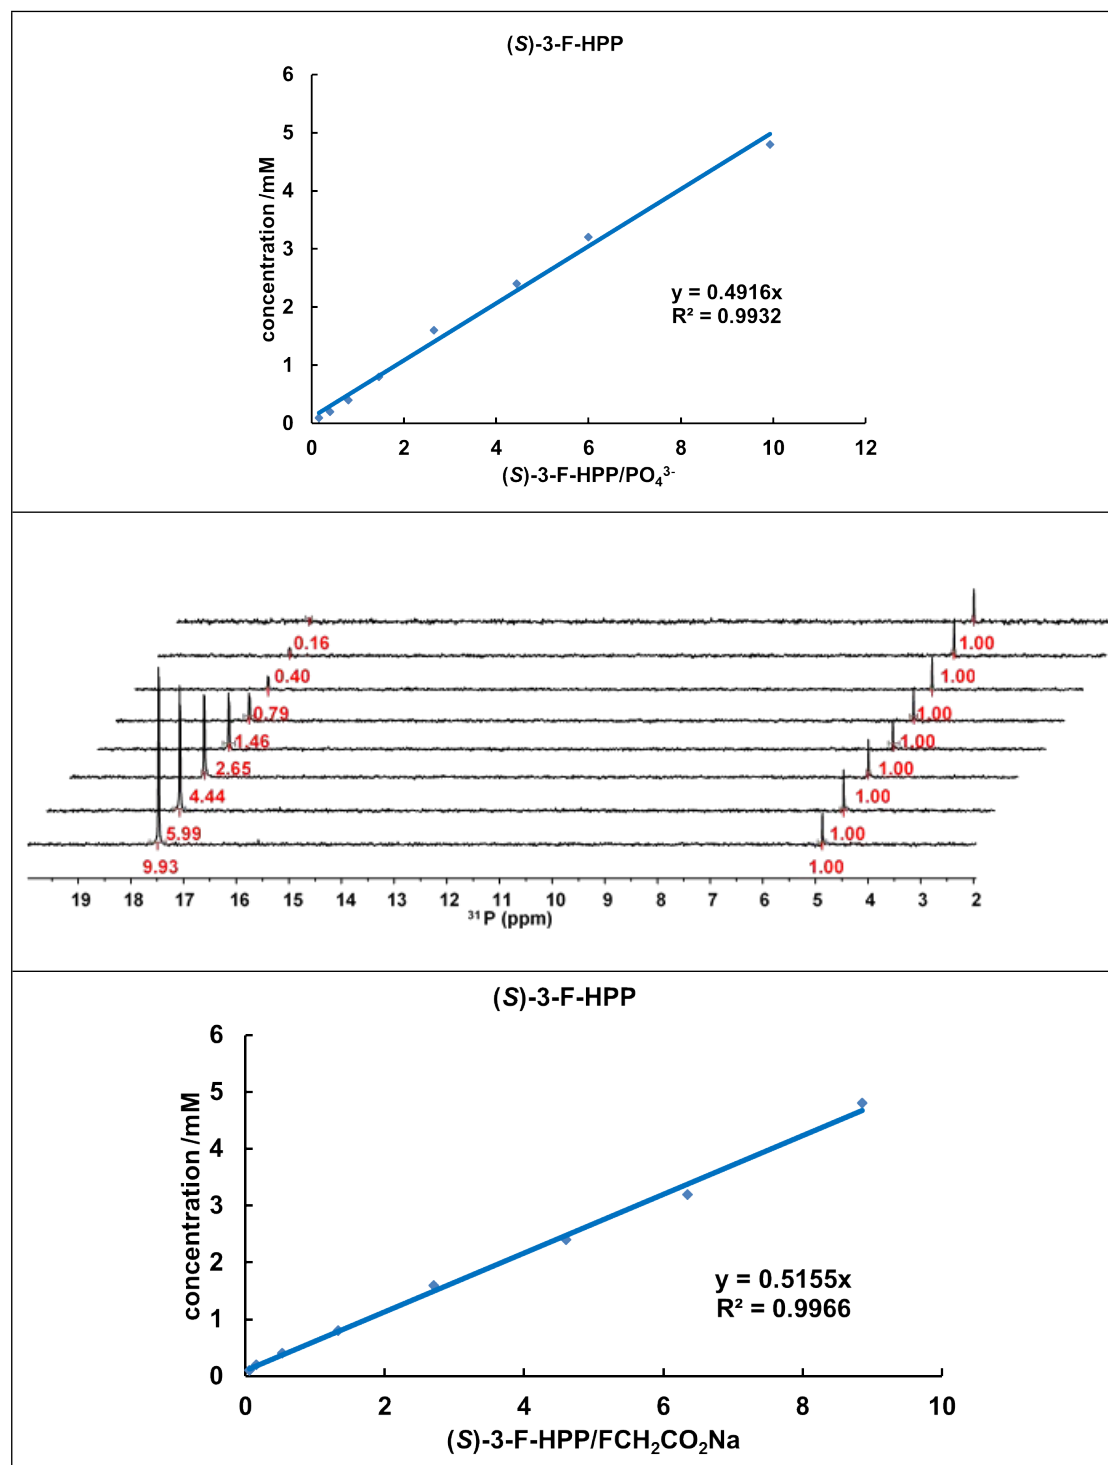 (S)-3-F-HPP
6
5
4
3
2
1
0
concentration /mM
y = 0.4916x
R² = 0.9932
0 2 4 6 8 10 12
(S)-3-F-HPP/PO₄³⁻
0.16 1.00
0.40 1.00
0.79 1.00
1.46 1.00
2.65 1.00
4.44 1.00
5.99 1.00
9.93 1.00
19 18 17 16 15 14 13 12 11 10 9 8 7 6 5 4 3 2
³¹P (ppm)
(S)-3-F-HPP
6
5
4
3
2
1
0
concentration /mM
y = 0.5155x
R² = 0.9966
0 2 4 6 8 10
(S)-3-F-HPP/FCH₂CO₂Na